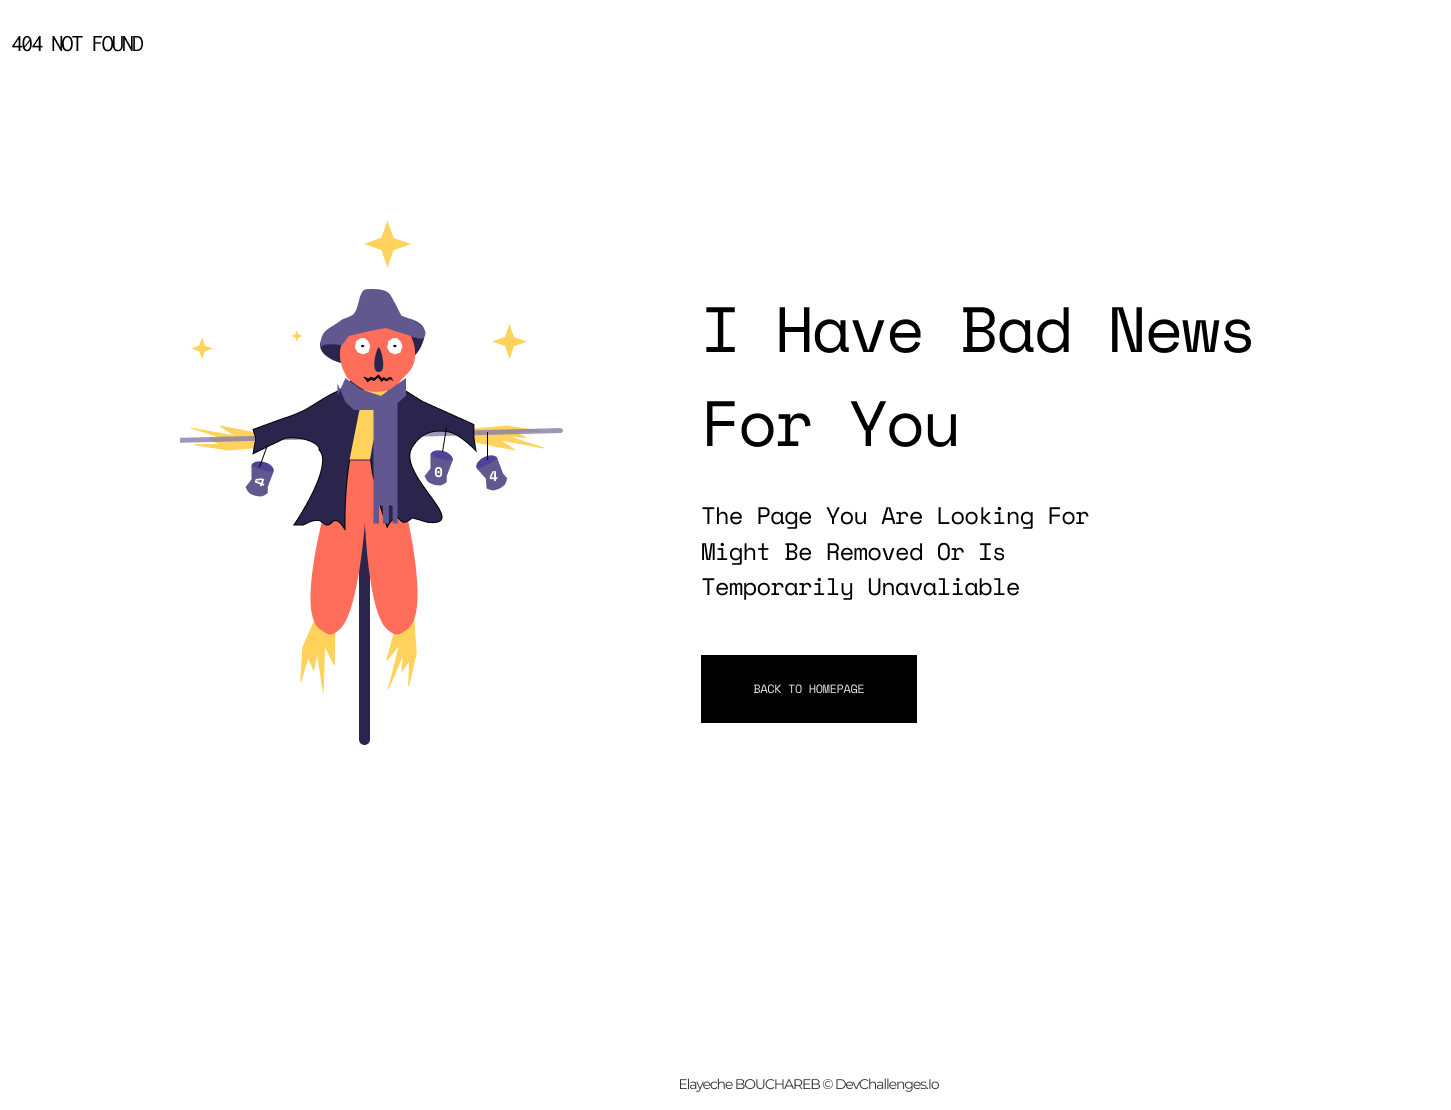 404 NOT FOUND
I Have Bad News
For You
4
0
4
The Page You Are Looking For
Might Be Removed Or Is
Temporarily Unavaliable
BACK TO HOMEPAGE
Elayeche BOUCHAREB © DevChallenges.Io